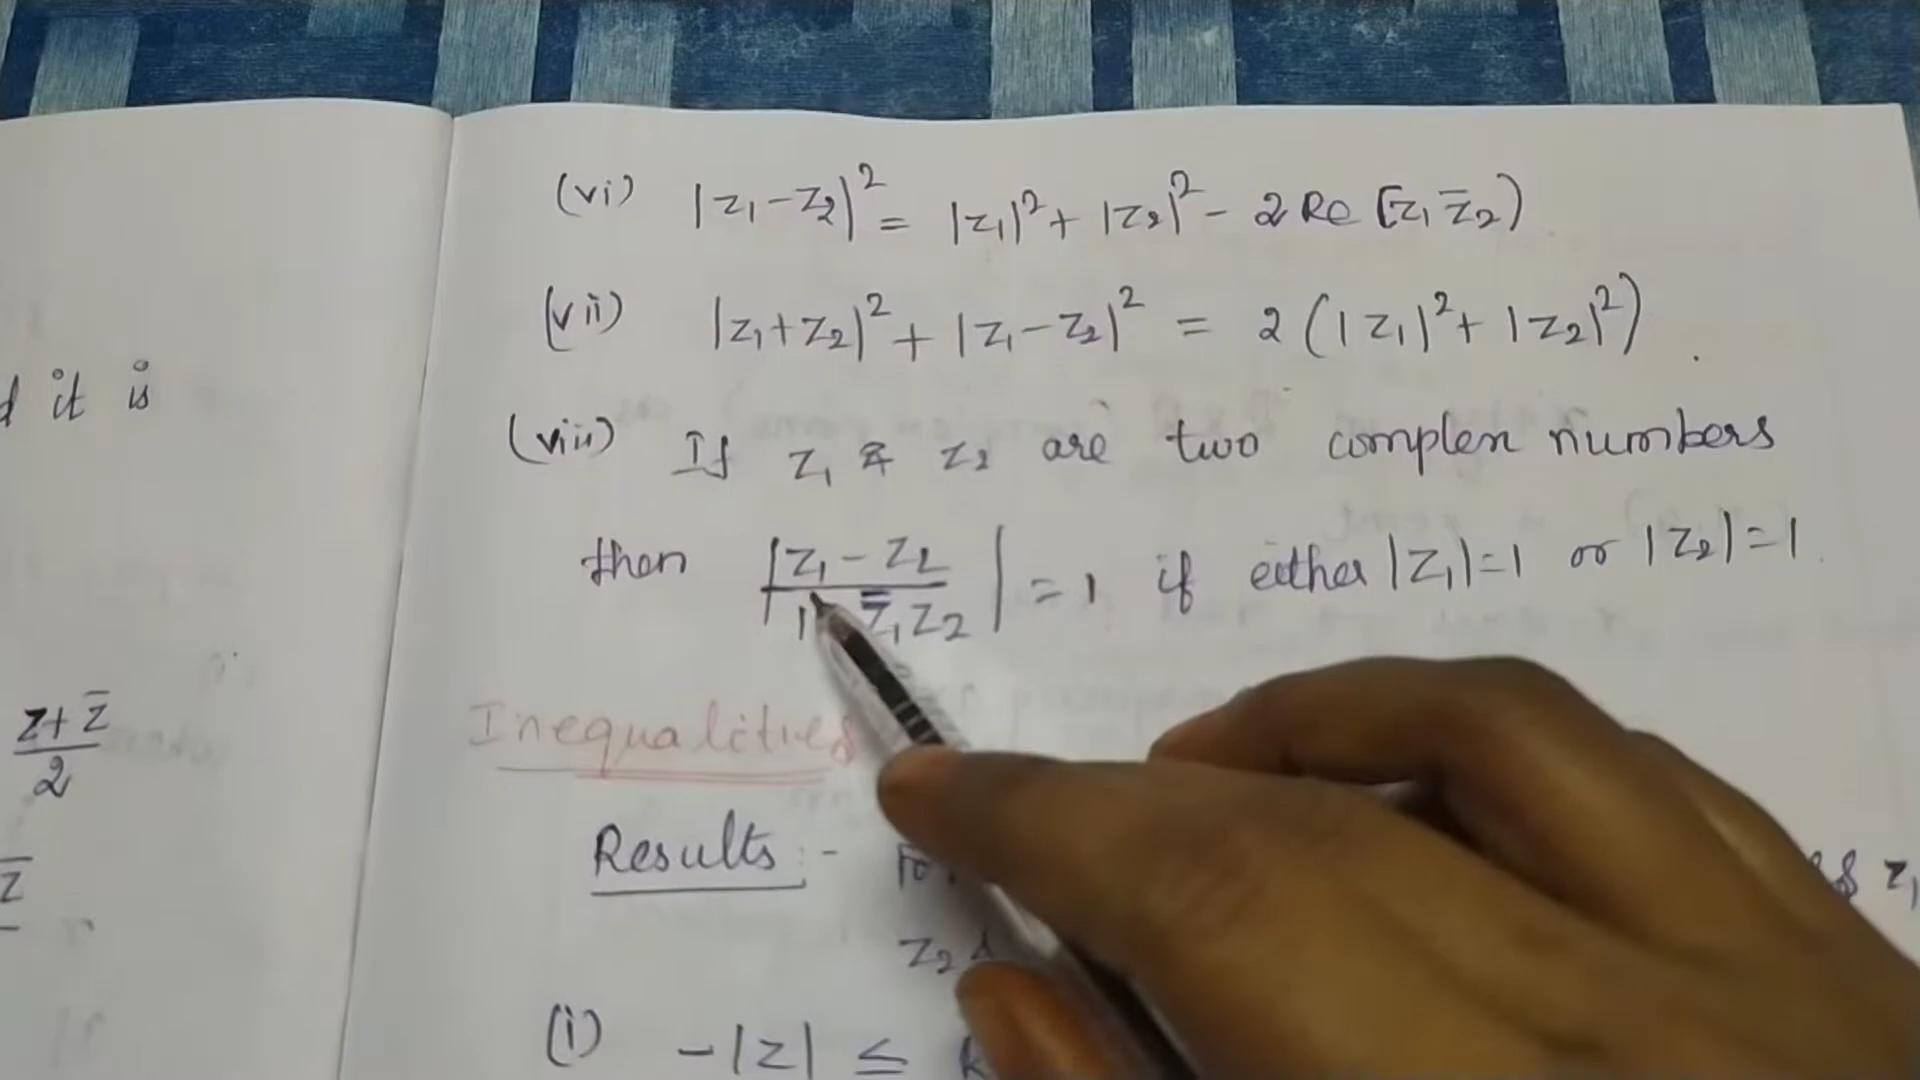 d it is
z+z̄
2
z̄
(vi) |z₁-z₂|² = |z₁|² + |z₂|² - 2 Re [z₁ z̄₂)
(vii) |z₁+z₂|² + |z₁-z₂|² = 2 (|z₁|² + |z₂|²).
(viii) If z₁ & z₂ are two complex numbers
then |z₁ - z₂
1 z̄₁z₂| = 1 if either |z₁|=1 or |z₂|=1
Inequalities
Results :- z₁
z₂
(i) -|z| ≤